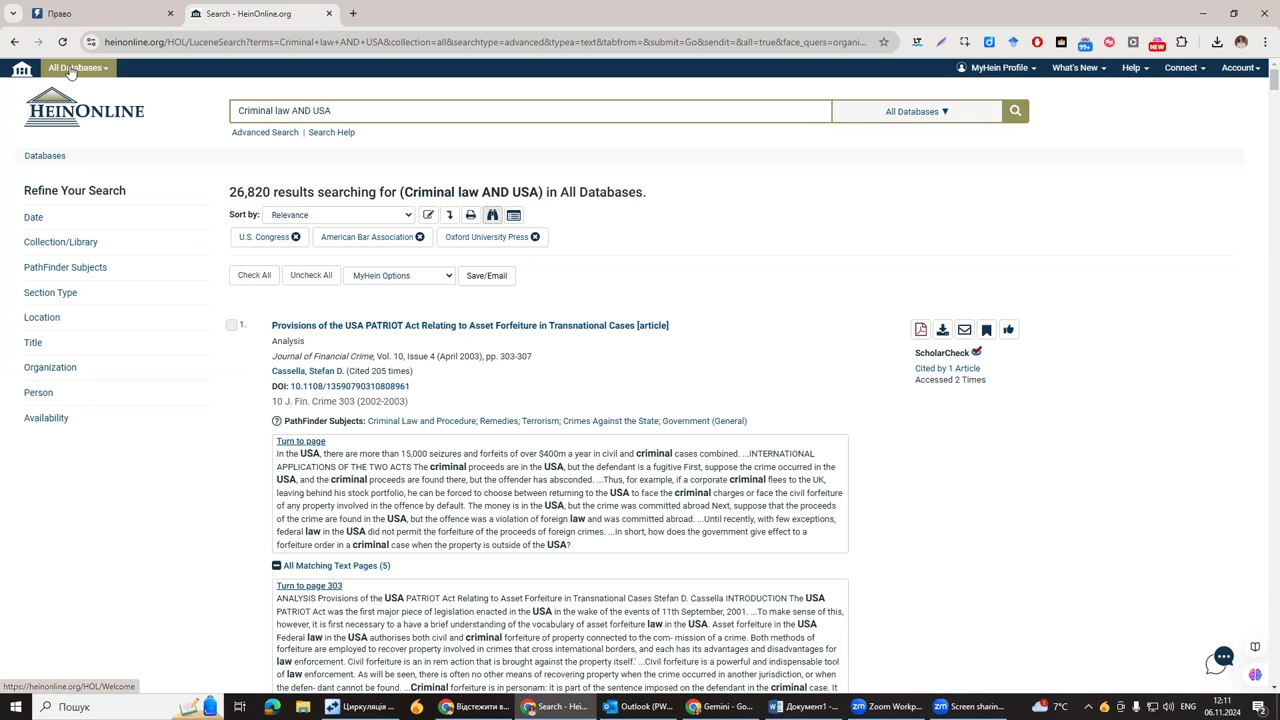 Право
Search - HeinOnline.org
heinonline.org/HOL/LuceneSearch?terms=Criminal+law+AND+USA&collection=all&searchtype=advanced&typea=text&tabfrom=&submit=Go&sendit=&all=true&face_queres=organi...
99+
NEW
All Databases
MyHein Profile
What's New
Help
Connect
Account
HEINONLINE
Criminal law AND USA
All Databases ▼
Advanced Search | Search Help
Databases
Refine Your Search
Date
Collection/Library
PathFinder Subjects
Section Type
Location
Title
Organization
Person
Availability
26,820 results searching for (Criminal law AND USA) in All Databases.
Sort by: Relevance
U.S. Congress
American Bar Association
Oxford University Press
Check All
Uncheck All
MyHein Options
Save/Email
1. Provisions of the USA PATRIOT Act Relating to Asset Forfeiture in Transnational Cases [article]
Analysis
Journal of Financial Crime, Vol. 10, Issue 4 (April 2003), pp. 303-307
Cassella, Stefan D. (Cited 205 times)
DOI: 10.1108/13590790310808961
10 J. Fin. Crime 303 (2002-2003)
PathFinder Subjects: Criminal Law and Procedure; Remedies; Terrorism; Crimes Against the State; Government (General)
ScholarCheck
Cited by 1 Article
Accessed 2 Times
Turn to page
In the USA, there are more than 15,000 seizures and forfeits of over $400m a year in civil and criminal cases combined. ...INTERNATIONAL
APPLICATIONS OF THE TWO ACTS The criminal proceeds are in the USA, but the defendant is a fugitive First, suppose the crime occurred in the
USA, and the criminal proceeds are found there, but the offender has absconded. ...Thus, for example, if a corporate criminal flees to the UK,
leaving behind his stock portfolio, he can be forced to choose between returning to the USA to face the criminal charges or face the civil forfeiture
of any property involved in the offence by default. The money is in the USA, but the crime was committed abroad Next, suppose that the proceeds
of the crime are found in the USA, but the offence was a violation of foreign law and was committed abroad. ...Until recently, with few exceptions,
federal law in the USA did not permit the forfeiture of the proceeds of foreign crimes. ...In short, how does the government give effect to a
forfeiture order in a criminal case when the property is outside of the USA?
All Matching Text Pages (5)
Turn to page 303
ANALYSIS Provisions of the USA PATRIOT Act Relating to Asset Forfeiture in Transnational Cases Stefan D. Cassella INTRODUCTION The USA
PATRIOT Act was the first major piece of legislation enacted in the USA in the wake of the events of 11th September, 2001. ...To make sense of this,
however, it is first necessary to a have a brief understanding of the vocabulary of asset forfeiture law in the USA. Asset forfeiture in the USA
Federal law in the USA authorises both civil and criminal forfeiture of property connected to the com- mission of a crime. Both methods of
forfeiture are employed to recover property involved in crimes that cross international borders, and each has its advantages and disadvantages for
law enforcement. Civil forfeiture is an in rem action that is brought against the property itself.' ...Civil forfeiture is a powerful and indispensable tool
of law enforcement. As will be seen, there is often no other means of recovering property when the crime occurred in another jurisdiction, or when
the defen- dant cannot be found. ...Criminal forfeiture is in personam: it is part of the sentence imposed on the defendant in the criminal case. It
https://heinonline.org/HOL/Welcome
Пошук
Циркуляція ...
Відстежити в...
Search - Hei...
Outlook (PW...
Gemini - Go...
Документ1 - ...
Zoom Workp...
Screen sharin...
7°C
УКР
12:11
06.11.2024